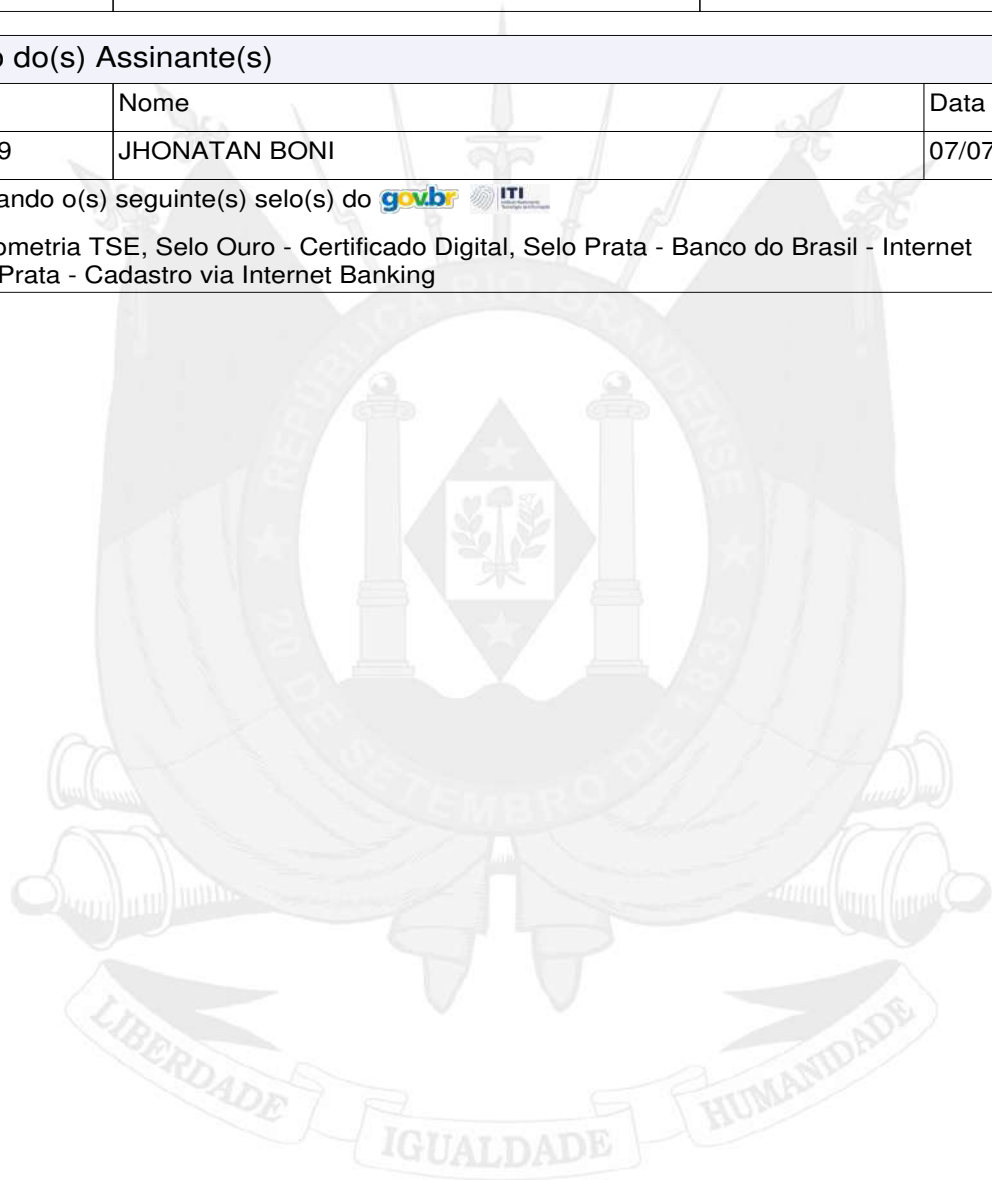 o do(s) Assinante(s)
Nome
Data
9
JHONATAN BONI
07/07
ando o(s) seguinte(s) selo(s) do gov.br ITI
ometria TSE, Selo Ouro - Certificado Digital, Selo Prata - Banco do Brasil - Internet
Prata - Cadastro via Internet Banking
REPÚBLICA RIO GRANDENSE
20 DE SETEMBRO DE 1835
LIBERDADE
IGUALDADE
HUMANIDADE